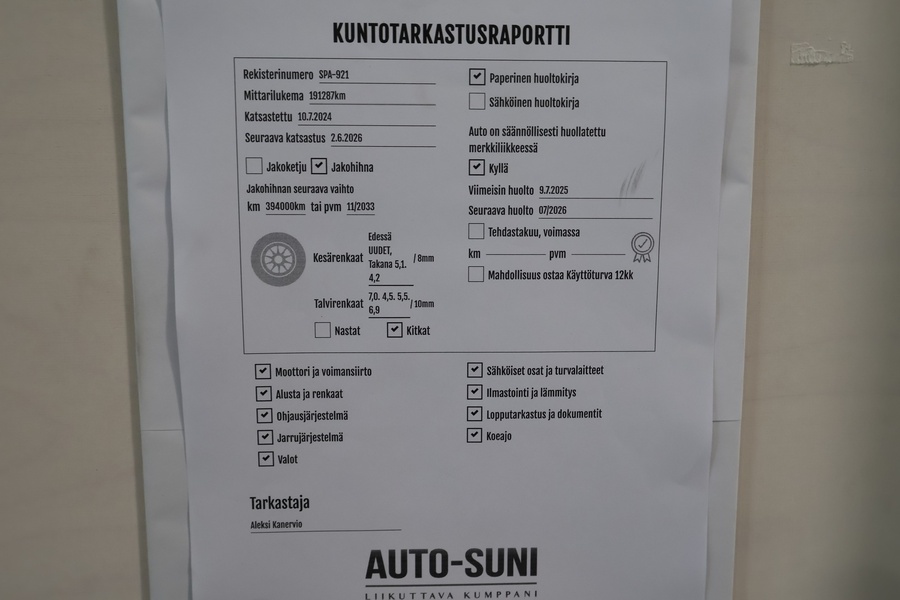 KUNTOTARKASTUSRAPORTTI
Rekisterinumero SPA-921
Mittarilukema 191287km
Katsastettu 10.7.2024
Seuraava katsastus 2.6.2026
Jakoketju Jakohihna
Jakohihnan seuraava vaihto
km 394000km tai pvm 11/2033
Kesärenkaat Edessä
UUDET,
Takana 5,1.
4,2
/ 8mm
Talvirenkaat 7,0. 4,5. 5,5.
6,9
/ 10mm
Nastat Kitkat
Paperinen huoltokirja
Sähköinen huoltokirja
Auto on säännöllisesti huollatettu
merkkiliikkeessä
Kyllä
Viimeisin huolto 9.7.2025
Seuraava huolto 07/2026
Tehdastakuu, voimassa
km pvm
Mahdollisuus ostaa Käyttöturva 12kk
Moottori ja voimansiirto
Alusta ja renkaat
Ohjausjärjestelmä
Jarrujärjestelmä
Valot
Sähköiset osat ja turvalaitteet
Ilmastointi ja lämmitys
Lopputarkastus ja dokumentit
Koeajo
Tarkastaja
Aleksi Kanervio
AUTO-SUNI
LIIKUTTAVA KUMPPANI